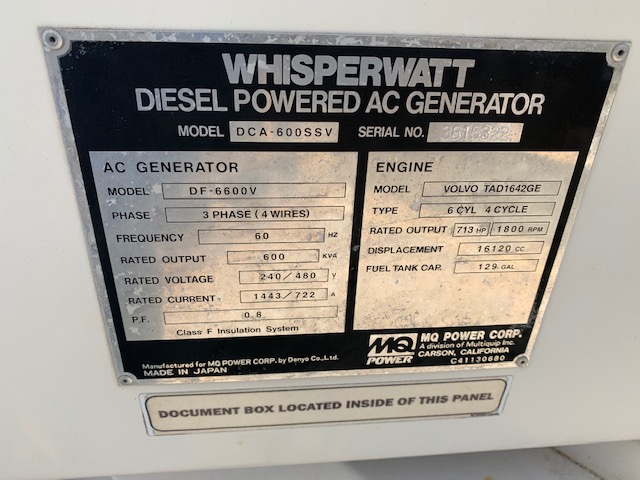 WHISPERWATT
DIESEL POWERED AC GENERATOR
MODEL DCA-600SSV SERIAL NO.
AC GENERATOR
MODEL DF-6600V
PHASE 3 PHASE (4 WIRES)
FREQUENCY 60 HZ
RATED OUTPUT 600 KVA
RATED VOLTAGE 240/480 V
RATED CURRENT 1443/722 A
P.F. 0.8
Class F Insulation System
ENGINE
MODEL VOLVO TAD1642GE
TYPE 6 CYL 4 CYCLE
RATED OUTPUT 713 HP 1800 RPM
DISPLACEMENT 16120 CC
FUEL TANK CAP. 129 GAL
Manufactured for MQ POWER CORP. by Denyo Co., Ltd.
MADE IN JAPAN
MQ
POWER
MQ POWER CORP.
A division of Multiquip Inc.
CARSON, CALIFORNIA
C41130680
DOCUMENT BOX LOCATED INSIDE OF THIS PANEL